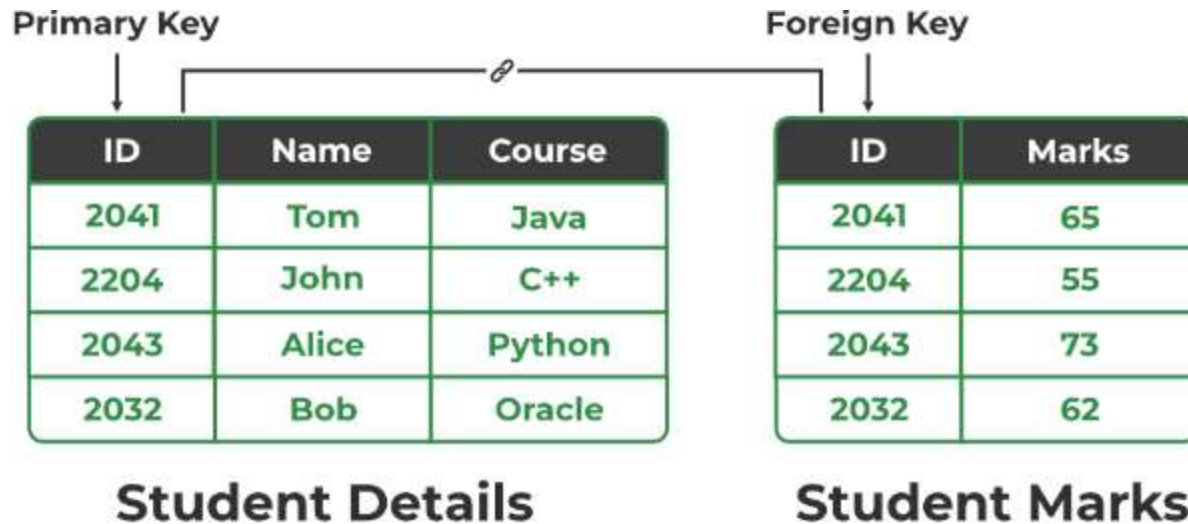 Primary Key
Foreign Key
ID Name Course
2041 Tom Java
2204 John C++
2043 Alice Python
2032 Bob Oracle
Student Details
ID Marks
2041 65
2204 55
2043 73
2032 62
Student Marks